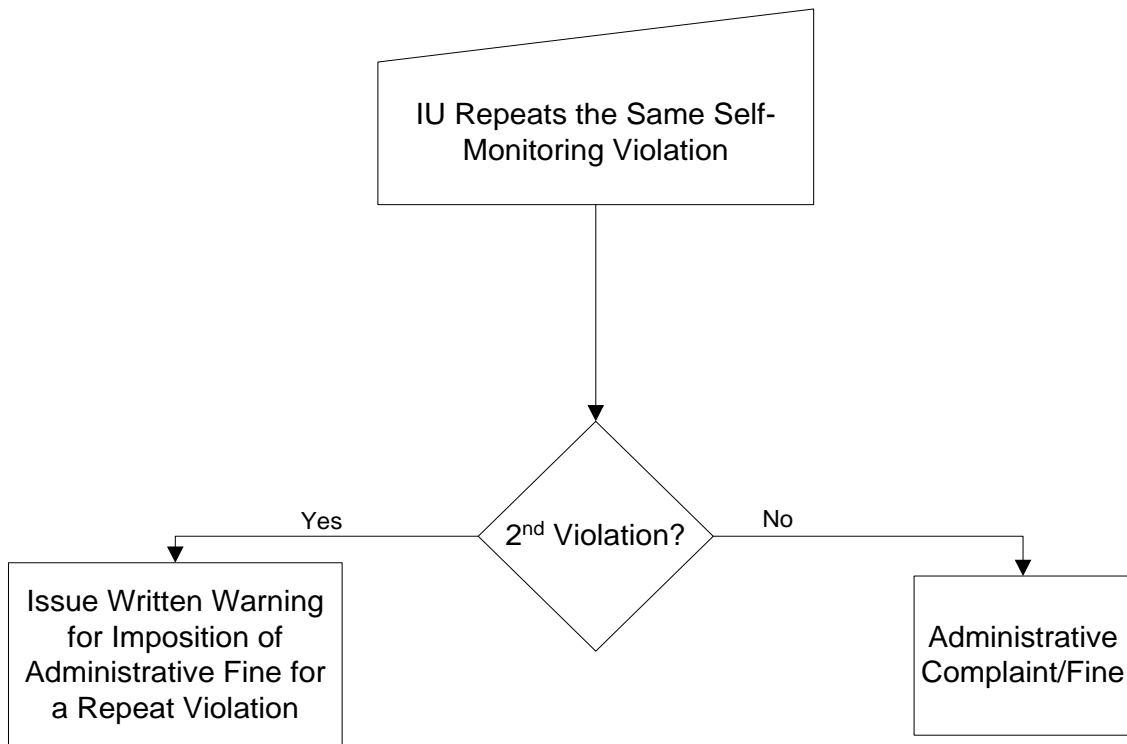 IU Repeats the Same Self-
Monitoring Violation
Yes
2nd Violation?
No
Issue Written Warning
for Imposition of
Administrative Fine for
a Repeat Violation
Administrative
Complaint/Fine